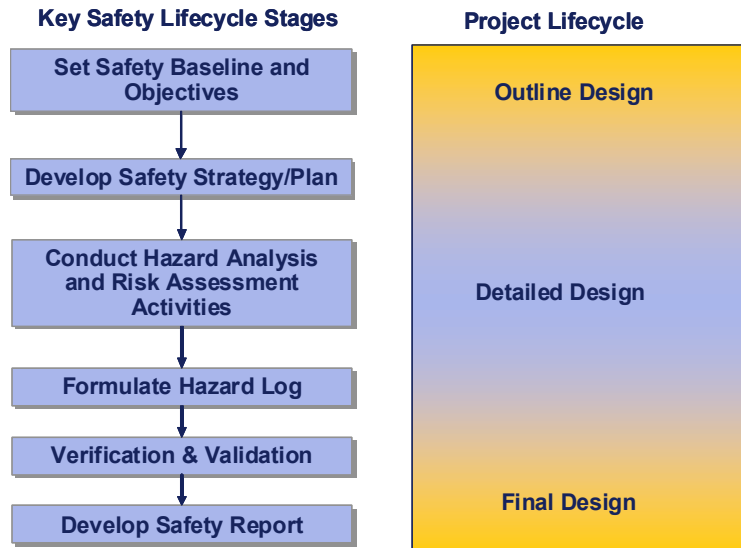 Key Safety Lifecycle Stages
Set Safety Baseline and
Objectives
Develop Safety Strategy/Plan
Conduct Hazard Analysis
and Risk Assessment
Activities
Formulate Hazard Log
Verification & Validation
Develop Safety Report
Project Lifecycle
Outline Design
Detailed Design
Final Design